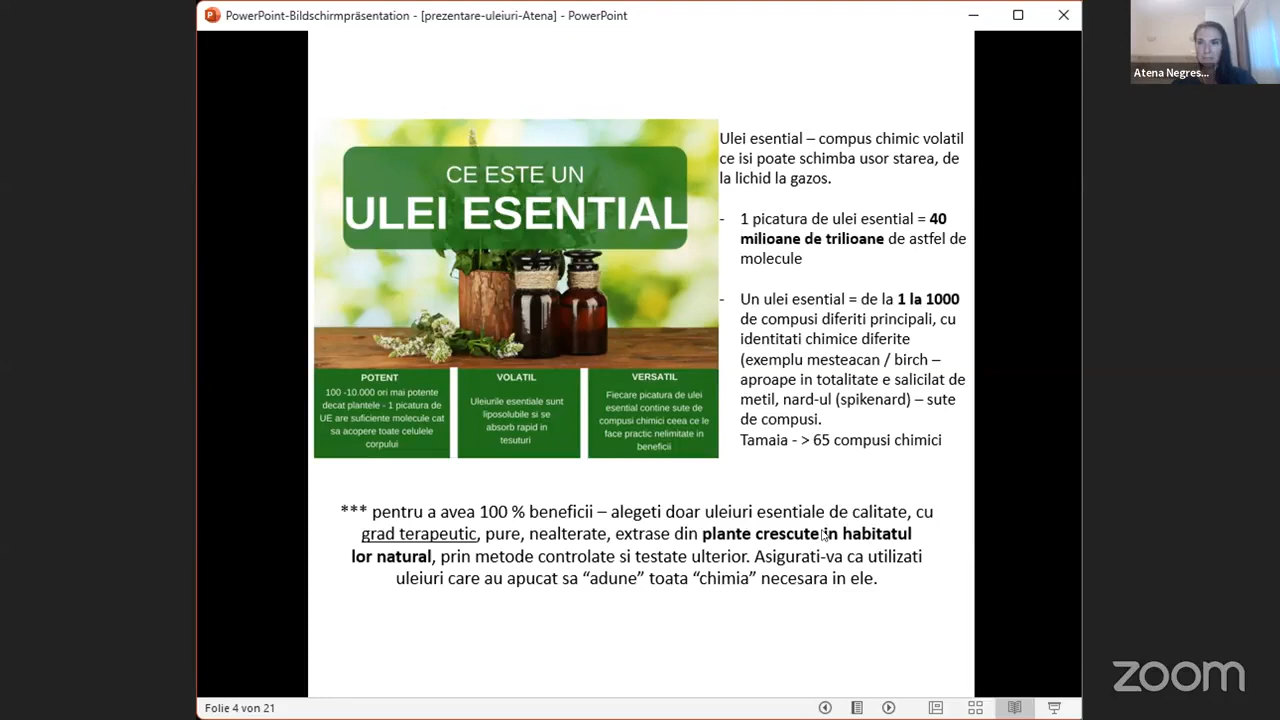 PowerPoint-Bildschirmpräsentation - [prezentare-uleiuri-Atena] - PowerPoint
Atena Negres...
CE ESTE UN
ULEI ESENTIAL
POTENT
100 -10.000 ori mai potente
decat plantele - 1 picatura de
UE are suficiente molecule cat
sa acopere toate celulele
corpului
VOLATIL
Uleiurile esentiale sunt
liposolubile si se
absorb rapid in
tesuturi
VERSATIL
Fiecare picatura de ulei
esential contine sute de
compusi chimici ceea ce le
face practic nelimitate in
beneficii
Ulei esential – compus chimic volatil
ce isi poate schimba usor starea, de
la lichid la gazos.
- 1 picatura de ulei esential = 40
milioane de trilioane de astfel de
molecule
- Un ulei esential = de la 1 la 1000
de compusi diferiti principali, cu
identitati chimice diferite
(exemplu mesteacan / birch –
aproape in totalitate e salicilat de
metil, nard-ul (spikenard) – sute
de compusi.
Tamaia - > 65 compusi chimici
*** pentru a avea 100 % beneficii – alegeti doar uleiuri esentiale de calitate, cu
grad terapeutic, pure, nealterate, extrase din plante crescute in habitatul
lor natural, prin metode controlate si testate ulterior. Asigurati-va ca utilizati
uleiuri care au apucat sa “adune” toata “chimia” necesara in ele.
Folie 4 von 21
zoom